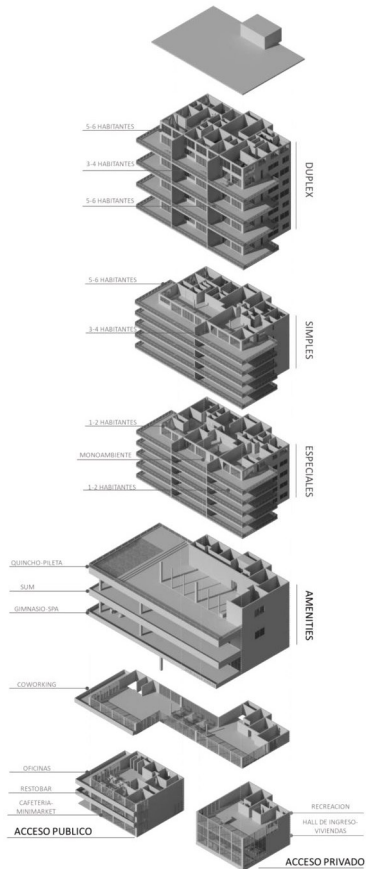 5-6 HABITANTES
3-4 HABITANTES
5-6 HABITANTES
DUPLEX
5-6 HABITANTES
3-4 HABITANTES
SIMPLES
1-2 HABITANTES
MONOAMBIENTE
1-2 HABITANTES
ESPECIALES
QUINCHO-PILETA
SUM
GIMNASIO-SPA
AMENITIES
COWORKING
OFICINAS
RESTOBAR
CAFETERIA-
MINIMARKET
ACCESO PUBLICO
RECREACION
HALL DE INGRESO-
VIVIENDAS
ACCESO PRIVADO